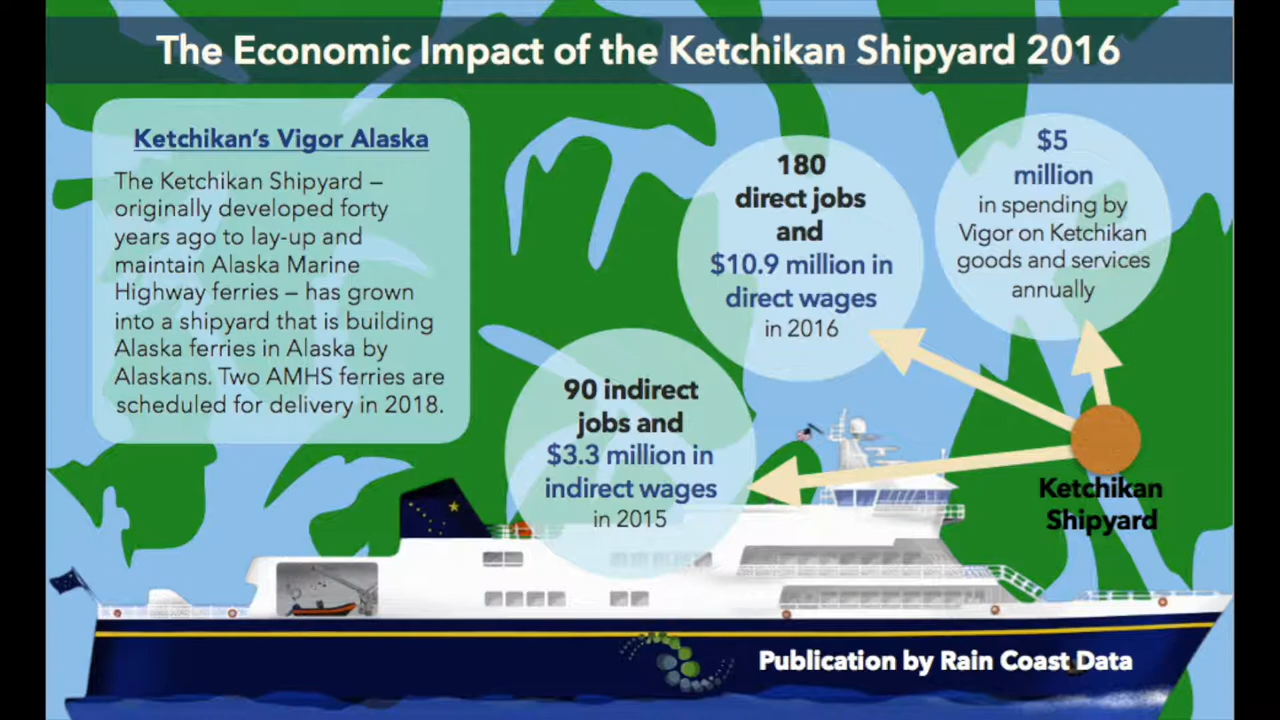 The Economic Impact of the Ketchikan Shipyard 2016
Ketchikan's Vigor Alaska
The Ketchikan Shipyard –
originally developed forty
years ago to lay-up and
maintain Alaska Marine
Highway ferries – has grown
into a shipyard that is building
Alaska ferries in Alaska by
Alaskans. Two AMHS ferries are
scheduled for delivery in 2018.
180
direct jobs
and
$10.9 million in
direct wages
in 2016
$5
million
in spending by
Vigor on Ketchikan
goods and services
annually
90 indirect
jobs and
$3.3 million in
indirect wages
in 2015
Ketchikan
Shipyard
Publication by Rain Coast Data